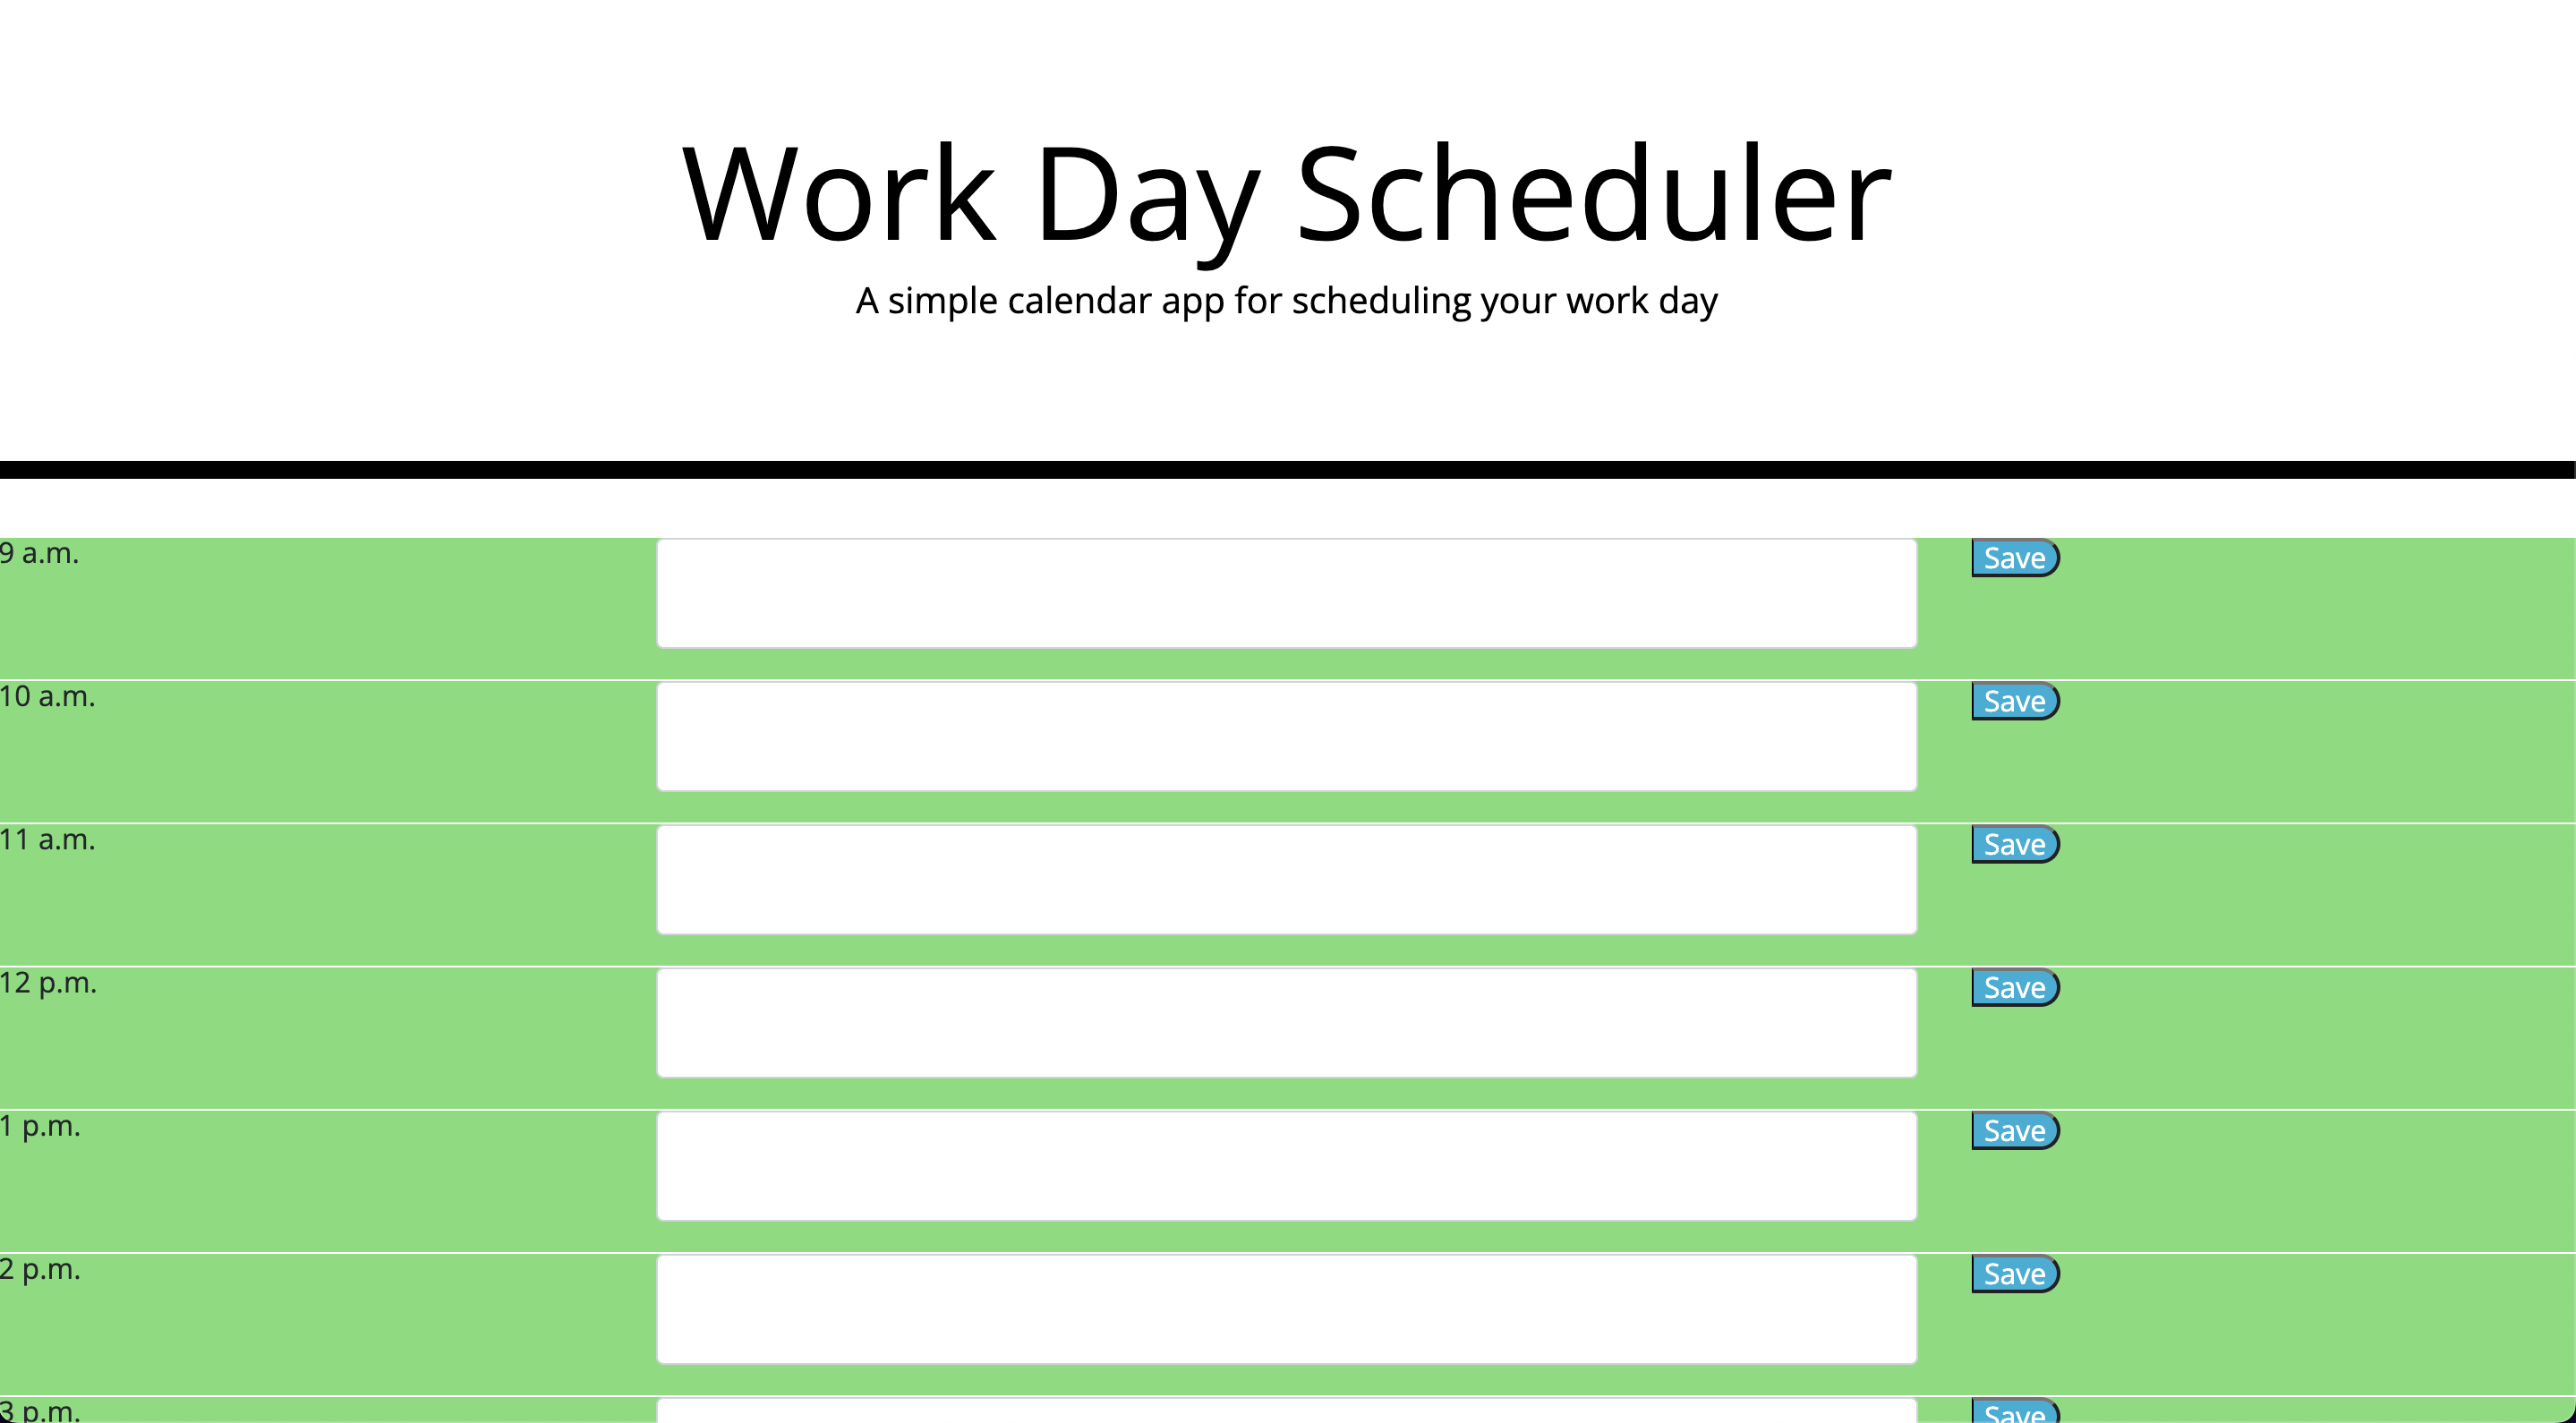 Work Day Scheduler
A simple calendar app for scheduling your work day
9 a.m. Save
10 a.m. Save
11 a.m. Save
12 p.m. Save
1 p.m. Save
2 p.m. Save
3 p.m. Save